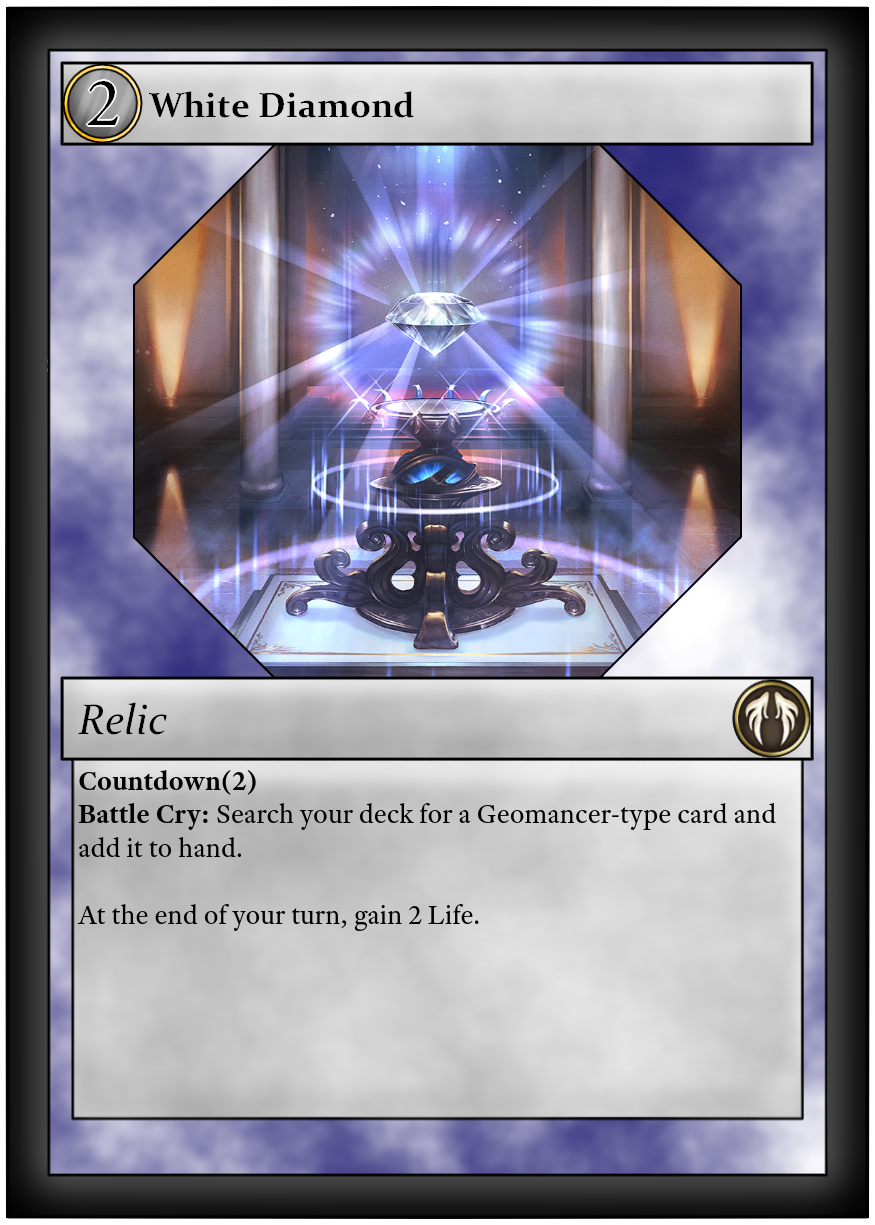 2
White Diamond
Relic
Countdown(2)
Battle Cry: Search your deck for a Geomancer-type card and
add it to hand.
At the end of your turn, gain 2 Life.